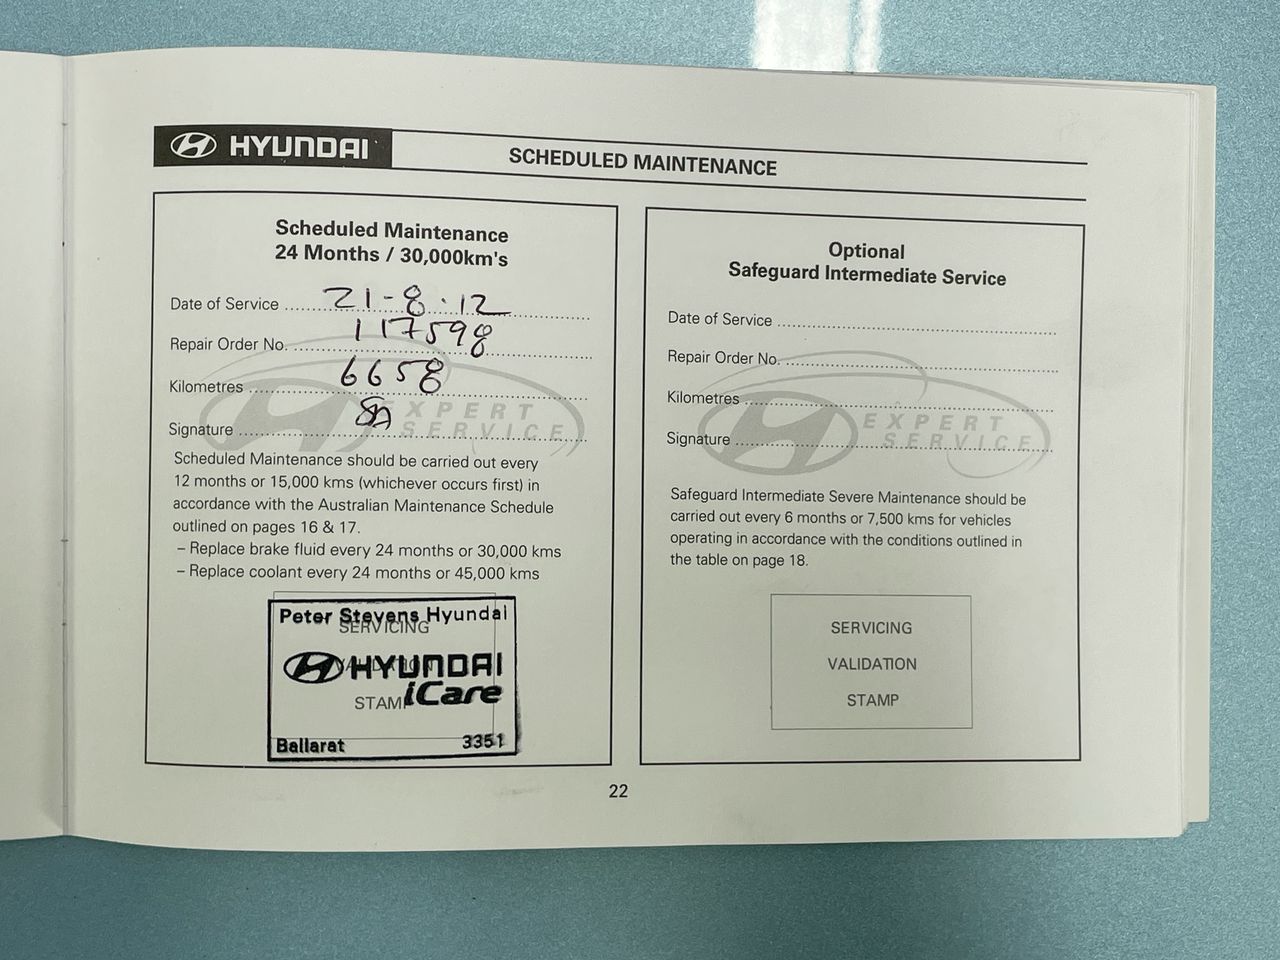 HYUNDAI
SCHEDULED MAINTENANCE
Scheduled Maintenance
24 Months / 30,000km's
Date of Service 21-8-12
Repair Order No. 117598
Kilometres 6658
Signature
EXPERT
SERVICE
Scheduled Maintenance should be carried out every
12 months or 15,000 kms (whichever occurs first) in
accordance with the Australian Maintenance Schedule
outlined on pages 16 & 17.
– Replace brake fluid every 24 months or 30,000 kms
– Replace coolant every 24 months or 45,000 kms
Peter Stevens Hyundai
SERVICING
VALIDATION
HYUNDAI
iCare
STAMP
Ballarat 3351
Optional
Safeguard Intermediate Service
Date of Service
Repair Order No.
Kilometres
Signature
EXPERT
SERVICE
Safeguard Intermediate Severe Maintenance should be
carried out every 6 months or 7,500 kms for vehicles
operating in accordance with the conditions outlined in
the table on page 18.
SERVICING
VALIDATION
STAMP
22